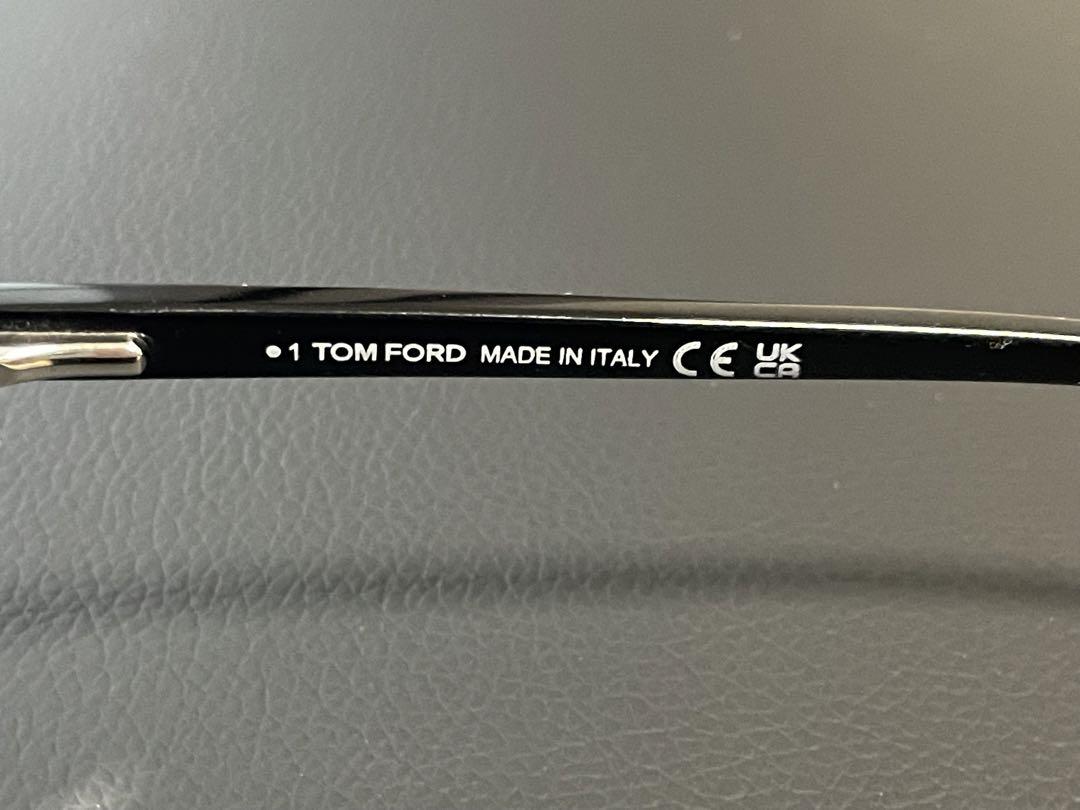 •1 TOM FORD MADE IN ITALY CE UK
CA